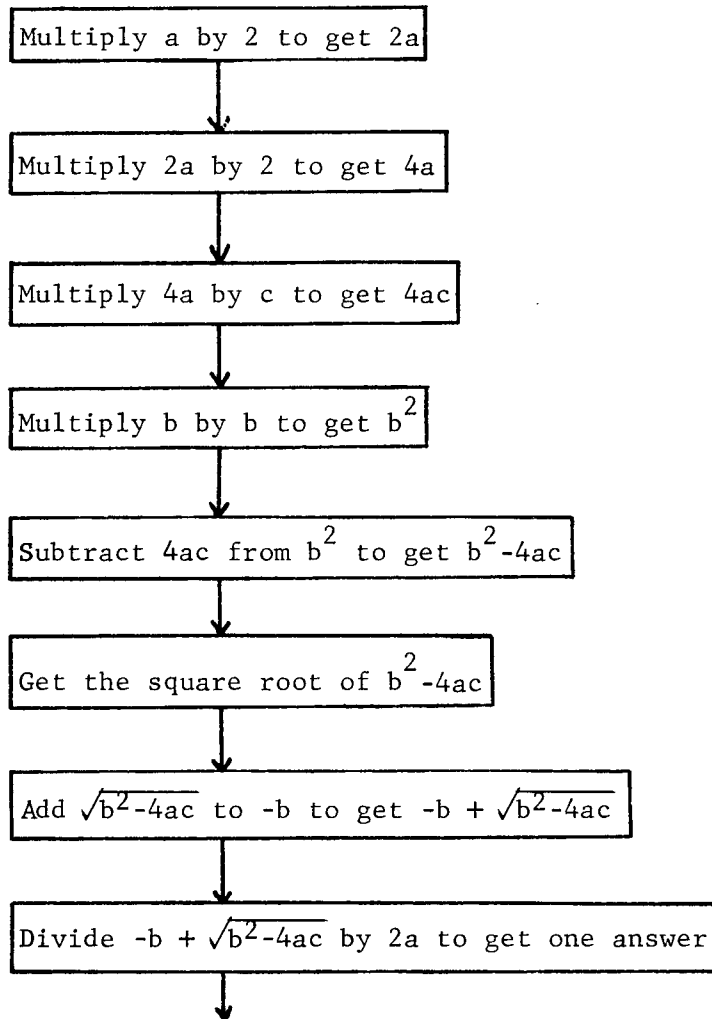 Multiply a by 2 to get 2a
Multiply 2a by 2 to get 4a
Multiply 4a by c to get 4ac
Multiply b by b to get b²
Subtract 4ac from b² to get b²-4ac
Get the square root of b²-4ac
Add √b²-4ac to -b to get -b + √b²-4ac
Divide -b + √b²-4ac by 2a to get one answer